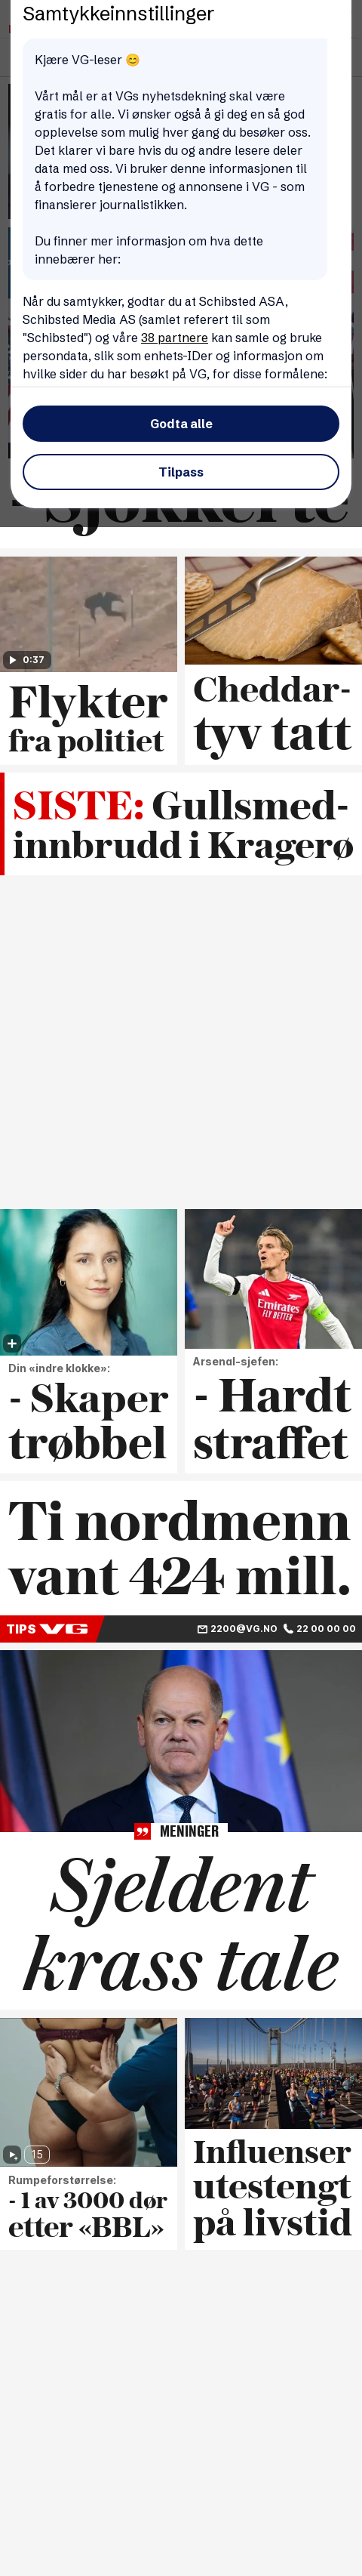 Samtykkeinnstillinger
Kjære VG-leser 😊
Vårt mål er at VGs nyhetsdekning skal være
gratis for alle. Vi ønsker også å gi deg en så god
opplevelse som mulig hver gang du besøker oss.
Det klarer vi bare hvis du og andre lesere deler
data med oss. Vi bruker denne informasjonen til
å forbedre tjenestene og annonsene i VG - som
finansierer journalistikken.
Du finner mer informasjon om hva dette
innebærer her:
Når du samtykker, godtar du at Schibsted ASA,
Schibsted Media AS (samlet referert til som
"Schibsted") og våre 38 partnere kan samle og bruke
persondata, slik som enhets-IDer og informasjon om
hvilke sider du har besøkt på VG, for disse formålene:
Godta alle
Tilpass
0:37
Flykter
fra politiet
Cheddar-
tyv tatt
SISTE: Gullsmed-
innbrudd i Kragerø
Din «indre klokke»:
- Skaper
trøbbel
Arsenal-sjefen:
- Hardt
straffet
Ti nordmenn
vant 424 mill.
TIPS VG
2200@VG.NO 22 00 00 00
MENINGER
Sjeldent
krass tale
15
Rumpeforstørrelse:
- 1 av 3000 dør
etter «BBL»
Influenser
utestengt
på livstid